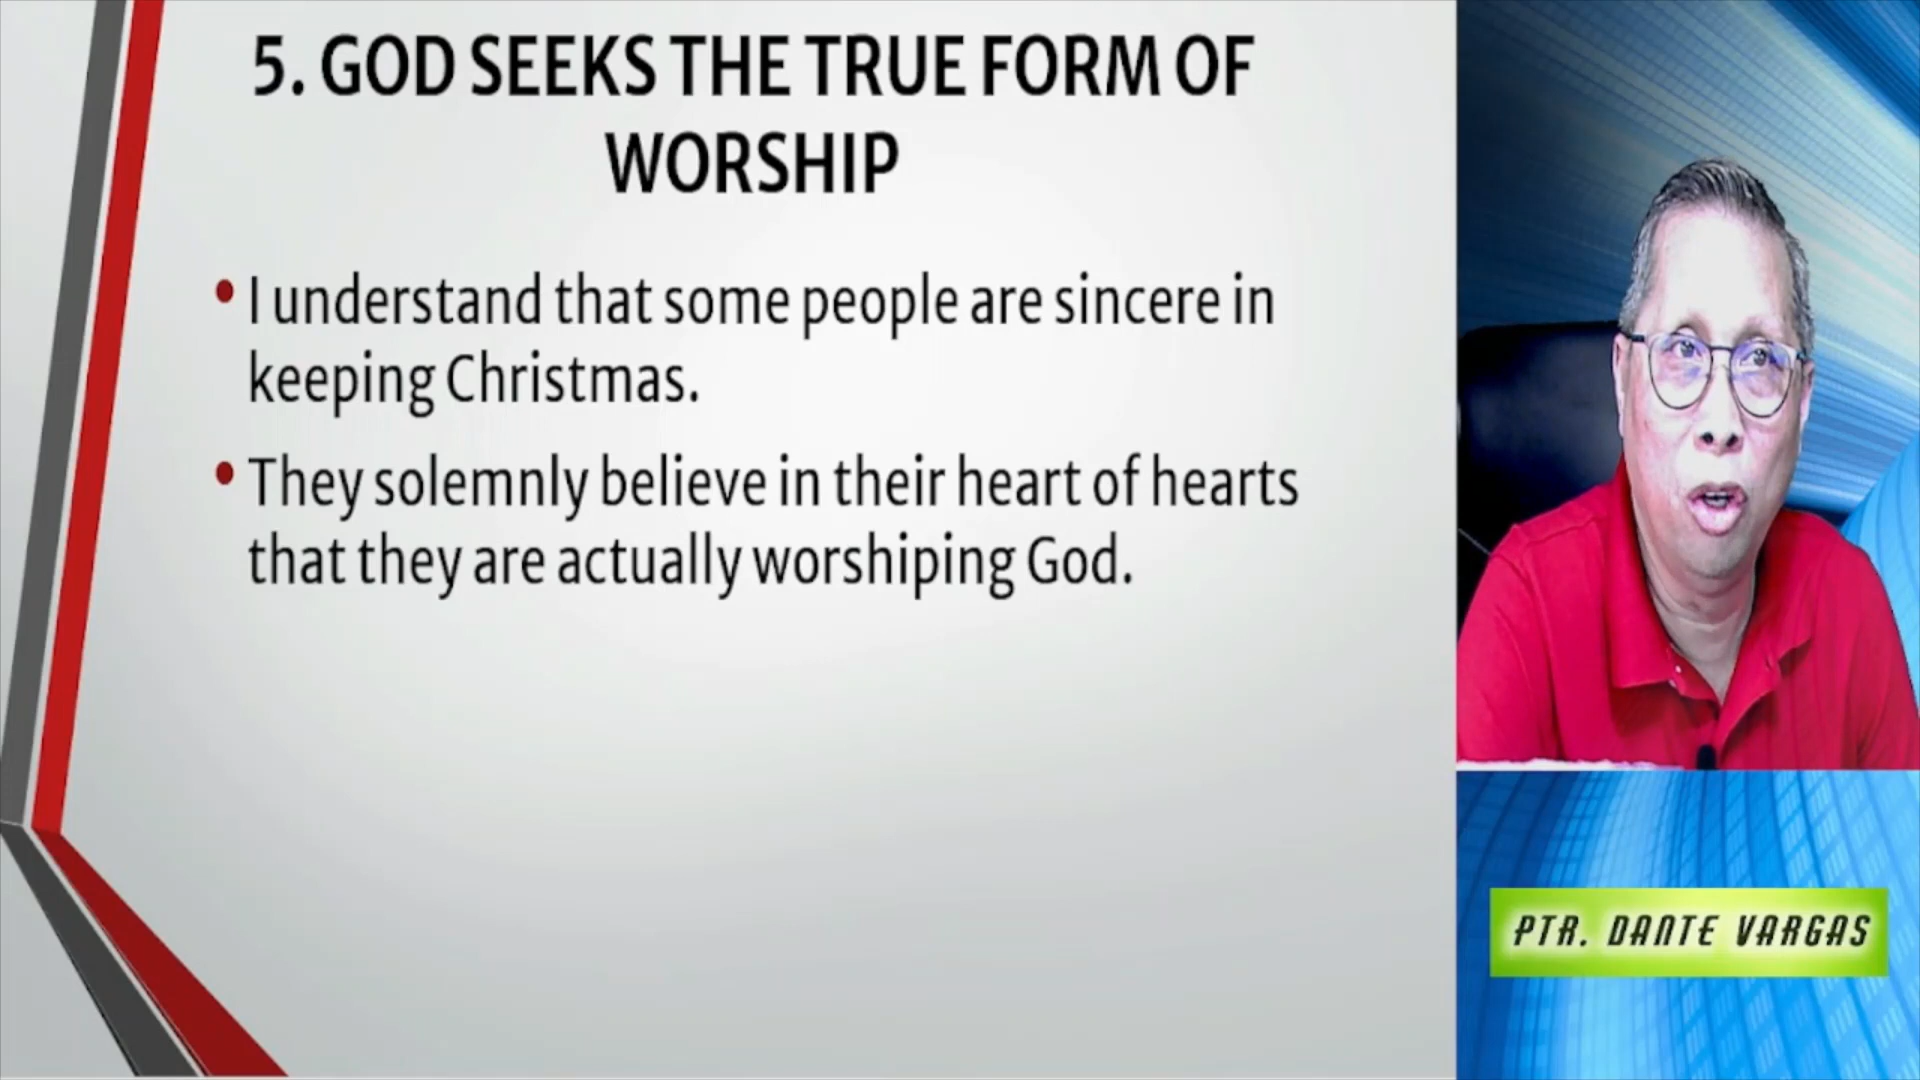 5. GOD SEEKS THE TRUE FORM OF
WORSHIP
• I understand that some people are sincere in
keeping Christmas.
• They solemnly believe in their heart of hearts
that they are actually worshiping God.
PTR. DANTE VARGAS